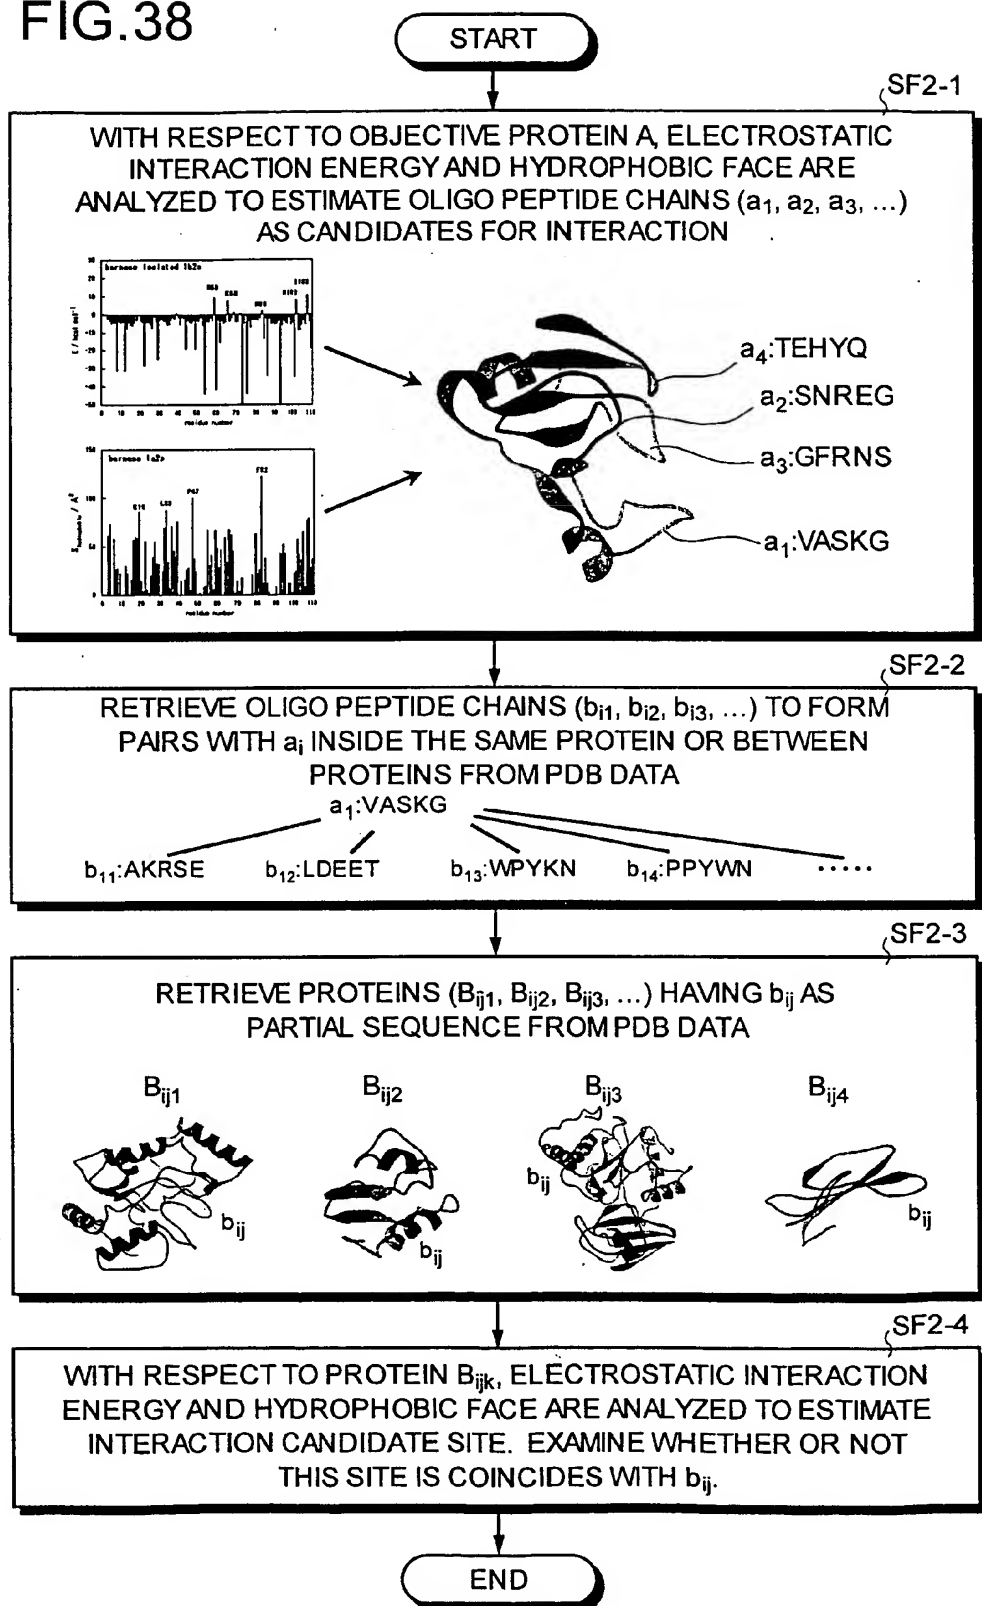 FIG.38
START
SF2-1
WITH RESPECT TO OBJECTIVE PROTEIN A, ELECTROSTATIC
INTERACTION ENERGY AND HYDROPHOBIC FACE ARE
ANALYZED TO ESTIMATE OLIGO PEPTIDE CHAINS (a₁, a₂, a₃, ...)
AS CANDIDATES FOR INTERACTION
residue number
residue number
a₄:TEHYQ
a₂:SNREG
a₃:GFRNS
a₁:VASKG
SF2-2
RETRIEVE OLIGO PEPTIDE CHAINS (bᵢ₁, bᵢ₂, bᵢ₃, ...) TO FORM
PAIRS WITH aᵢ INSIDE THE SAME PROTEIN OR BETWEEN
PROTEINS FROM PDB DATA
a₁:VASKG
b₁₁:AKRSE b₁₂:LDEET b₁₃:WPYKN b₁₄:PPYWN .....
SF2-3
RETRIEVE PROTEINS (Bᵢⱼ₁, Bᵢⱼ₂, Bᵢⱼ₃, ...) HAVING bᵢⱼ AS
PARTIAL SEQUENCE FROM PDB DATA
Bᵢⱼ₁ Bᵢⱼ₂ Bᵢⱼ₃ Bᵢⱼ₄
bᵢⱼ bᵢⱼ bᵢⱼ bᵢⱼ
SF2-4
WITH RESPECT TO PROTEIN Bᵢⱼₖ, ELECTROSTATIC INTERACTION
ENERGY AND HYDROPHOBIC FACE ARE ANALYZED TO ESTIMATE
INTERACTION CANDIDATE SITE. EXAMINE WHETHER OR NOT
THIS SITE IS COINCIDES WITH bᵢⱼ.
END